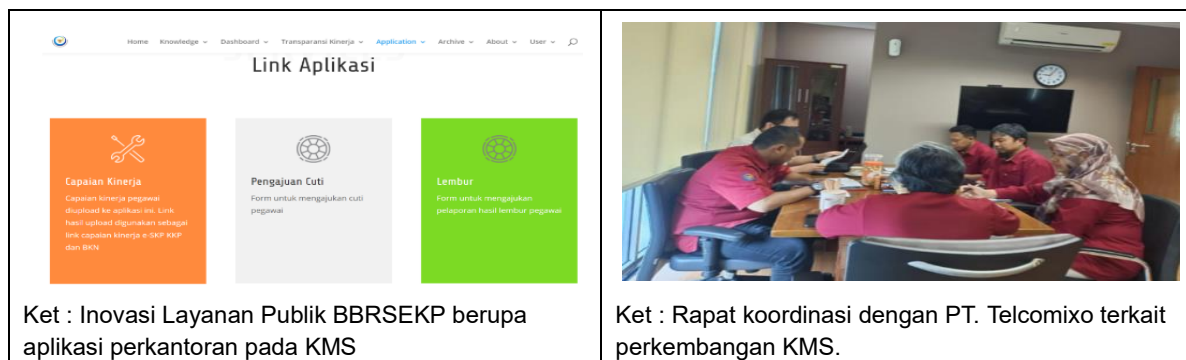 Home Knowledge Dashboard Transparansi Kinerja Application Archive About User
Link Aplikasi
Capaian Kinerja
Capaian kinerja pegawai
diupload ke aplikasi ini. Link
hasil upload digunakan sebagai
link capaian kinerja e-SKP KKP
dan BKN
Pengajuan Cuti
Form untuk mengajukan cuti
pegawai
Lembur
Form untuk mengajukan
pelaporan hasil lembur pegawai
Ket : Inovasi Layanan Publik BBRSEKP berupa
aplikasi perkantoran pada KMS
Ket : Rapat koordinasi dengan PT. Telcomixo terkait
perkembangan KMS.